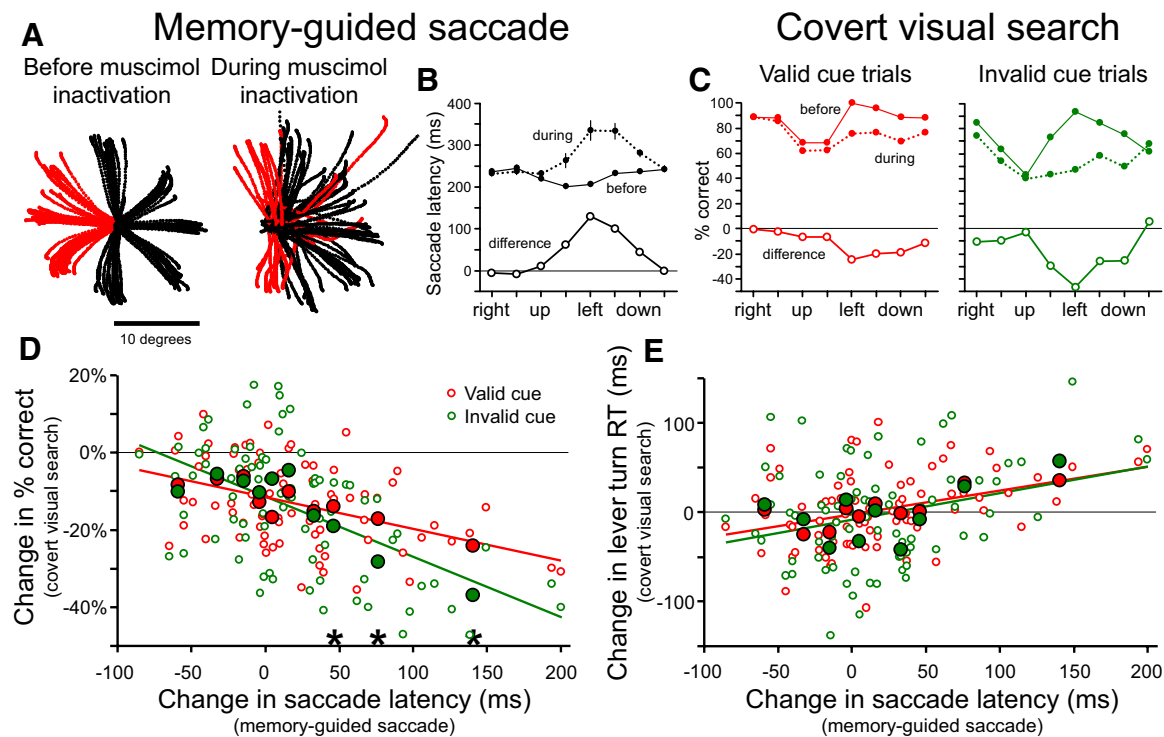 Memory-guided saccade
Covert visual search
A
Before muscimol
inactivation
During muscimol
inactivation
10 degrees
B
Saccade latency (ms)
400
300
200
100
0
during
before
difference
right
up
left
down
C
Valid cue trials
Invalid cue trials
% correct
100
80
60
40
20
0
-20
-40
before
during
difference
right
up
left
down
right
up
left
down
D
Change in % correct
(covert visual search)
20%
0%
-20%
-40%
Valid cue
Invalid cue
* * *
-100
-50
0
50
100
150
200
Change in saccade latency (ms)
(memory-guided saccade)
E
Change in lever turn RT (ms)
(covert visual search)
100
0
-100
-100
-50
0
50
100
150
200
Change in saccade latency (ms)
(memory-guided saccade)